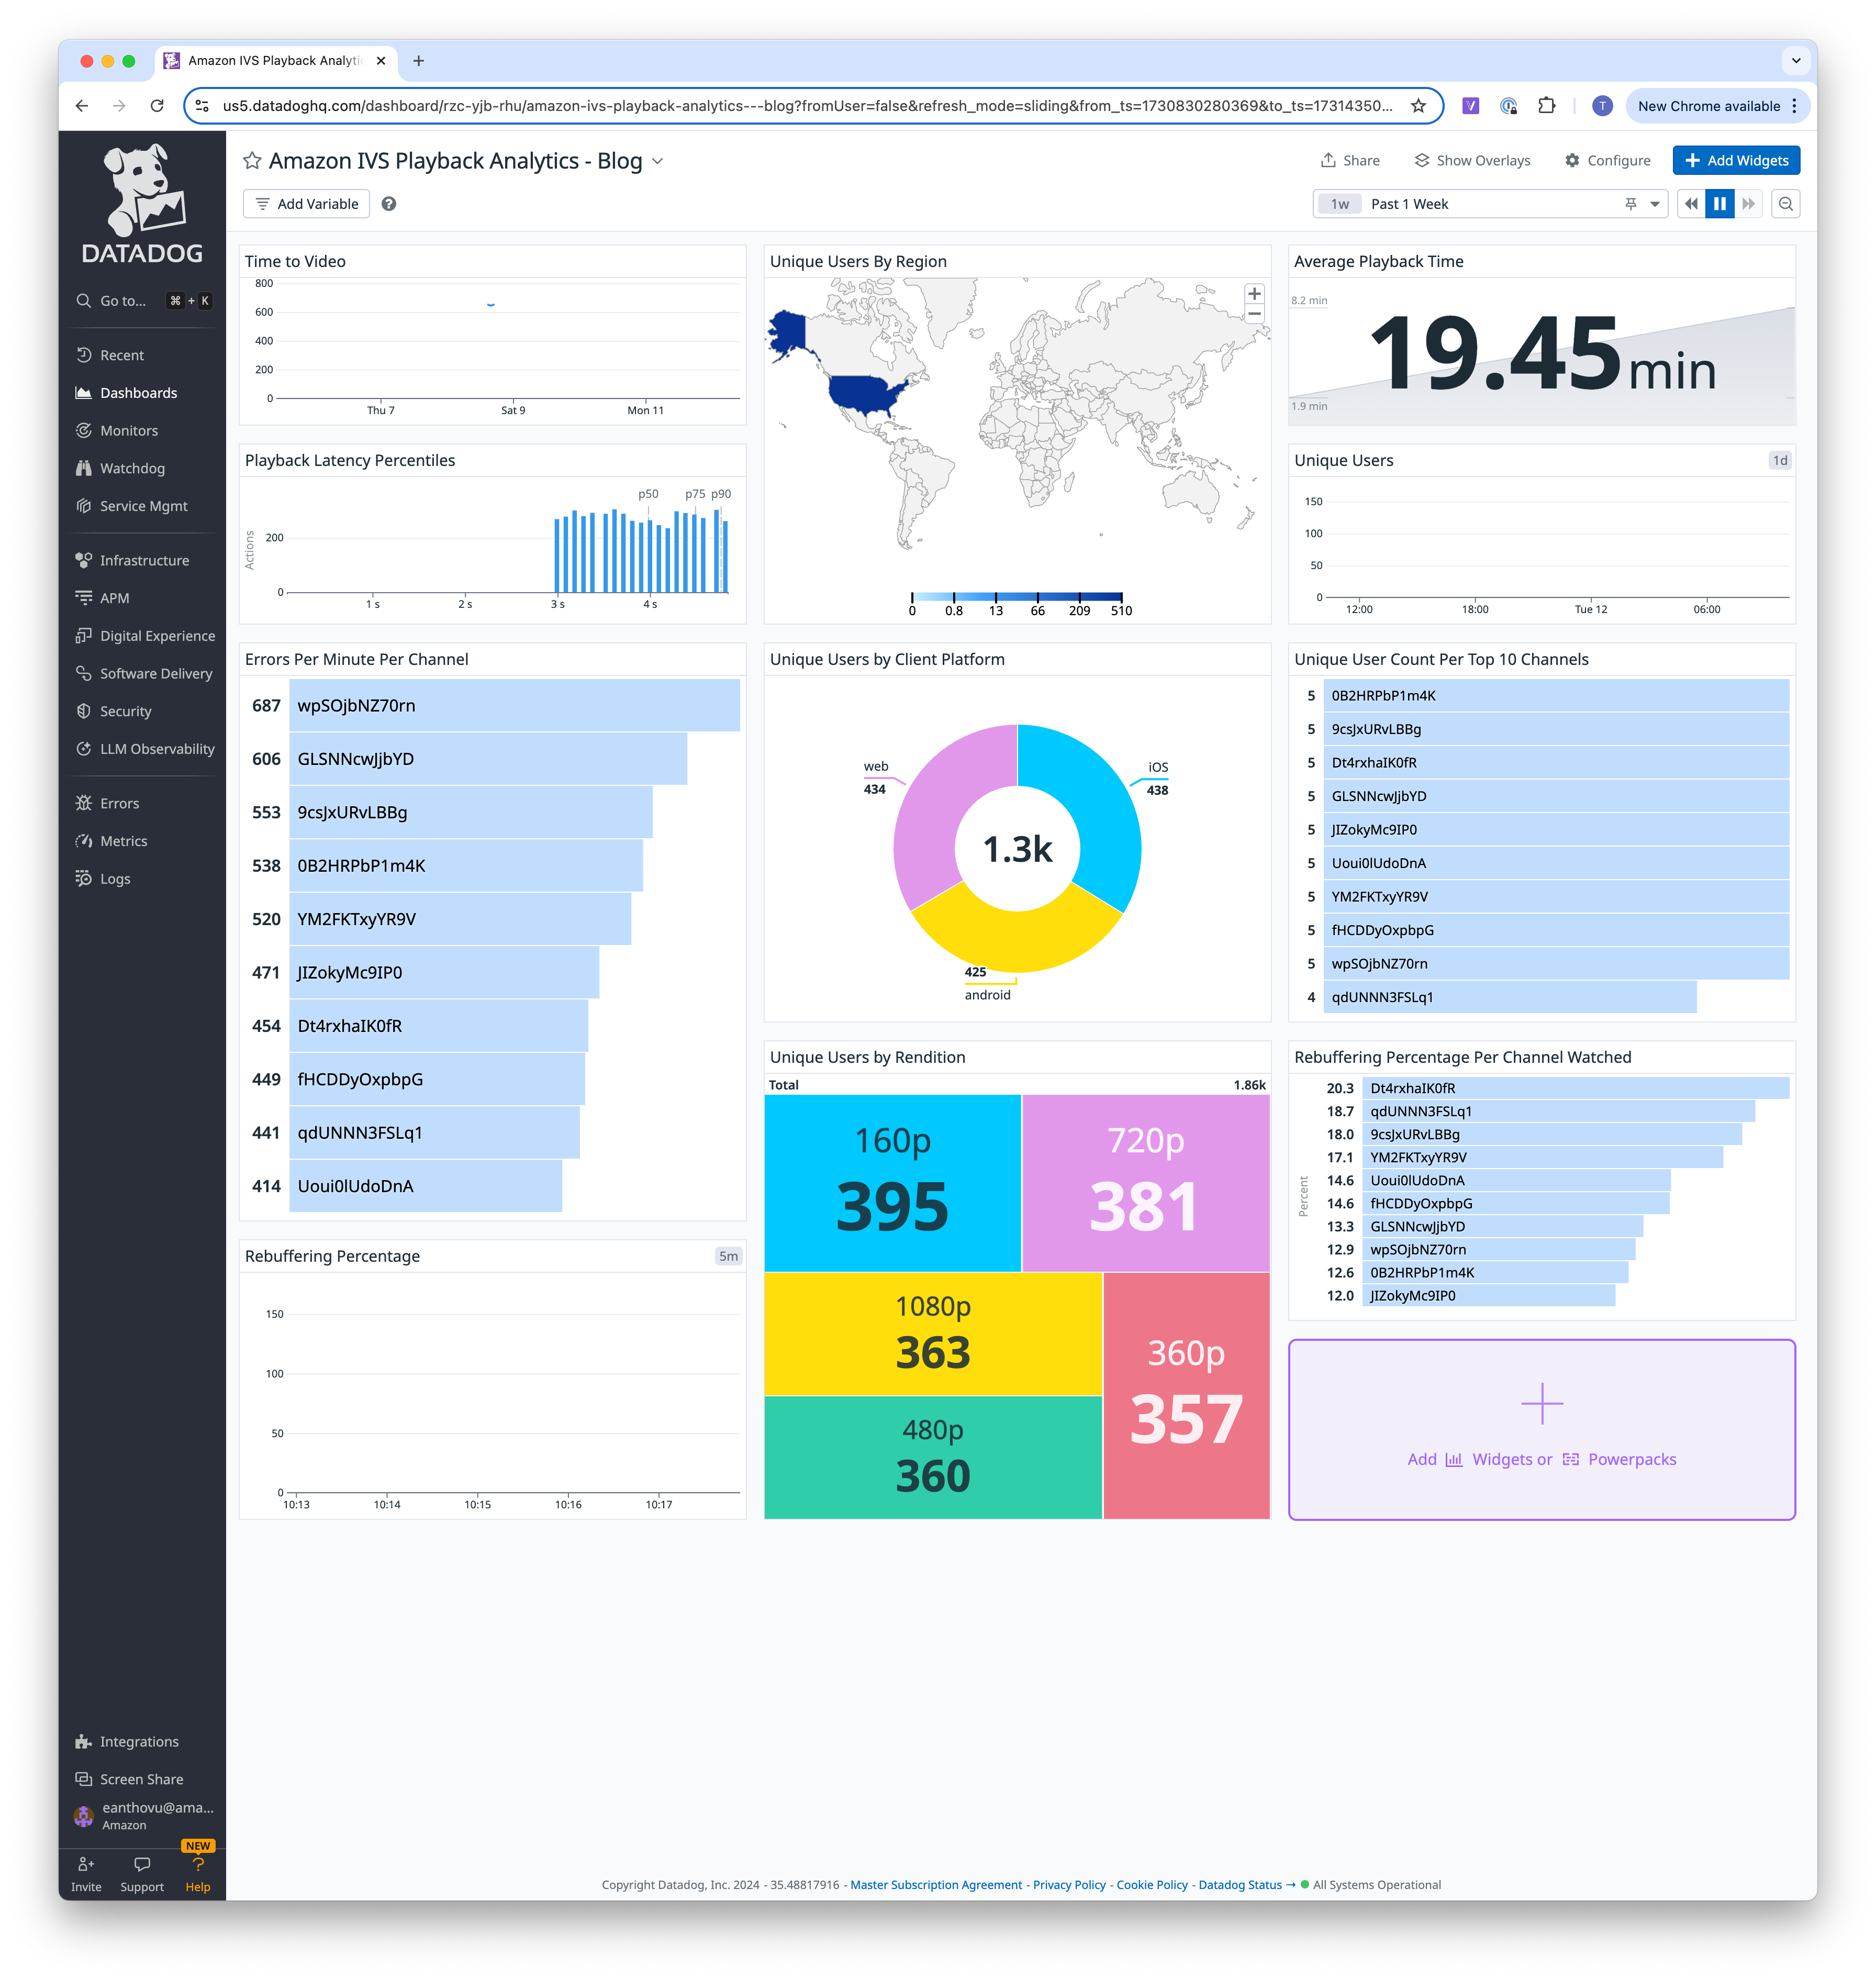 Amazon IVS Playback Analyti
us5.datadoghq.com/dashboard/rzc-yjb-rhu/amazon-ivs-playback-analytics---blog?fromUser=false&refresh_mode=sliding&from_ts=1730830280369&to_ts=17314350...
T
New Chrome available
DATADOG
Go to... ⌘ + K
Recent
Dashboards
Monitors
Watchdog
Service Mgmt
Infrastructure
APM
Digital Experience
Software Delivery
Security
LLM Observability
Errors
Metrics
Logs
Integrations
Screen Share
eanthovu@ama...
Amazon
NEW
Invite Support Help
Amazon IVS Playback Analytics - Blog
Share Show Overlays Configure + Add Widgets
Add Variable
1w Past 1 Week
Time to Video
800
600
400
200
0
Thu 7 Sat 9 Mon 11
Playback Latency Percentiles
p50 p75 p90
Actions
200
0
1 s 2 s 3 s 4 s
Errors Per Minute Per Channel
687 wpSOjbNZ70rn
606 GLSNNcwJjbYD
553 9csJxURvLBBg
538 0B2HRPbP1m4K
520 YM2FKTxyYR9V
471 JIZokyMc9IP0
454 Dt4rxhaIK0fR
449 fHCDDyOxpbpG
441 qdUNNN3FSLq1
414 Uoui0lUdoDnA
Rebuffering Percentage 5m
150
100
50
0
10:13 10:14 10:15 10:16 10:17
Unique Users By Region
+
−
0 0.8 13 66 209 510
Unique Users by Client Platform
web
434
iOS
438
1.3k
425
android
Unique Users by Rendition
Total 1.86k
160p
395
720p
381
1080p
363
360p
357
480p
360
Average Playback Time
8.2 min
19.45 min
1.9 min
Unique Users 1d
150
100
50
0
12:00 18:00 Tue 12 06:00
Unique User Count Per Top 10 Channels
5 0B2HRPbP1m4K
5 9csJxURvLBBg
5 Dt4rxhaIK0fR
5 GLSNNcwJjbYD
5 JIZokyMc9IP0
5 Uoui0lUdoDnA
5 YM2FKTxyYR9V
5 fHCDDyOxpbpG
5 wpSOjbNZ70rn
4 qdUNNN3FSLq1
Rebuffering Percentage Per Channel Watched
Percent
20.3 Dt4rxhaIK0fR
18.7 qdUNNN3FSLq1
18.0 9csJxURvLBBg
17.1 YM2FKTxyYR9V
14.6 Uoui0lUdoDnA
14.6 fHCDDyOxpbpG
13.3 GLSNNcwJjbYD
12.9 wpSOjbNZ70rn
12.6 0B2HRPbP1m4K
12.0 JIZokyMc9IP0
Add Widgets or Powerpacks
Copyright Datadog, Inc. 2024 - 35.48817916 - Master Subscription Agreement - Privacy Policy - Cookie Policy - Datadog Status → All Systems Operational